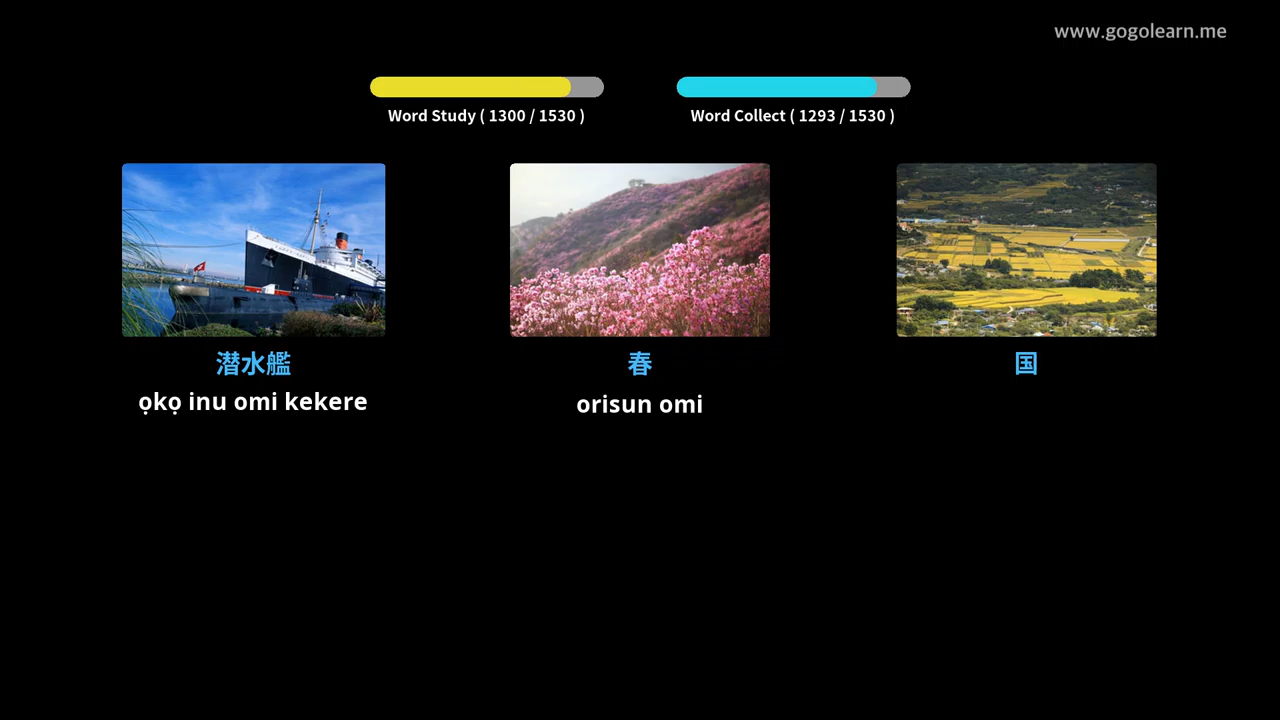 www.gogolearn.me
Word Study ( 1300 / 1530 )
Word Collect ( 1293 / 1530 )
潜水艦
春
国
ọkọ inu omi kekere
orisun omi